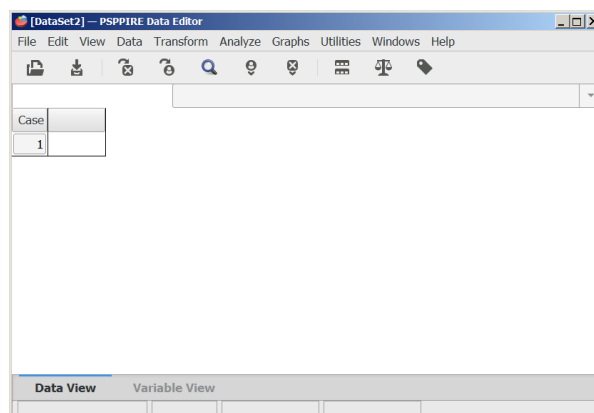 [DataSet2] — PSPPIRE Data Editor
File Edit View Data Transform Analyze Graphs Utilities Windows Help
Case
1
Data View Variable View